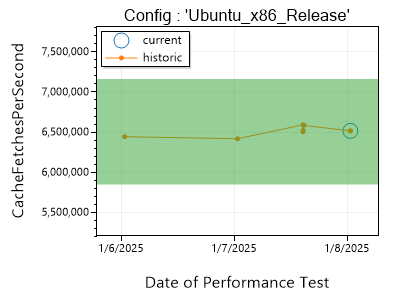 Config : 'Ubuntu_x86_Release'
current
historic
CacheFetchesPerSecond
7,500,000
7,000,000
6,500,000
6,000,000
5,500,000
1/6/2025
1/7/2025
1/8/2025
Date of Performance Test